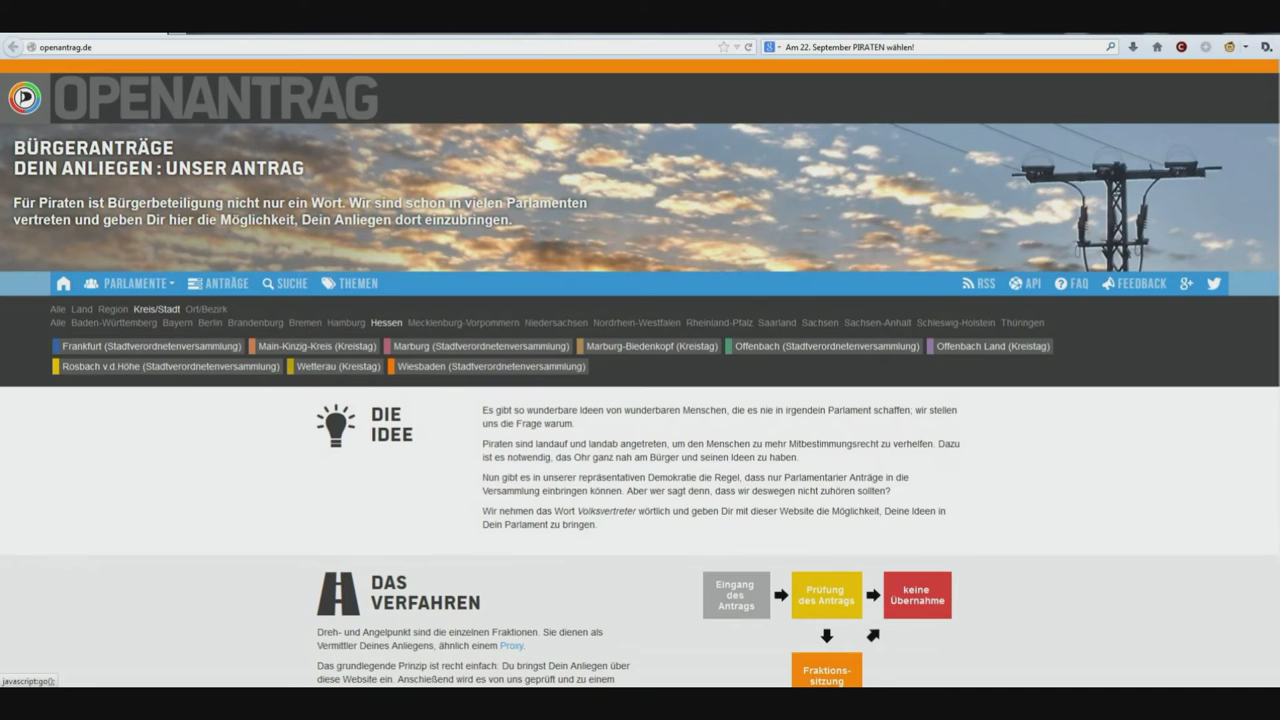 openantrag.de
Am 22. September PIRATEN wählen!
OPENANTRAG
BÜRGERANTRÄGE
DEIN ANLIEGEN : UNSER ANTRAG
Für Piraten ist Bürgerbeteiligung nicht nur ein Wort. Wir sind schon in vielen Parlamenten
vertreten und geben Dir hier die Möglichkeit, Dein Anliegen dort einzubringen.
PARLAMENTE ANTRÄGE SUCHE THEMEN RSS API FAQ FEEDBACK
Alle Land Region Kreis/Stadt Ort/Bezirk
Alle Baden-Württemberg Bayern Berlin Brandenburg Bremen Hamburg Hessen Mecklenburg-Vorpommern Niedersachsen Nordrhein-Westfalen Rheinland-Pfalz Saarland Sachsen Sachsen-Anhalt Schleswig-Holstein Thüringen
Frankfurt (Stadtverordnetenversammlung) Main-Kinzig-Kreis (Kreistag) Marburg (Stadtverordnetenversammlung) Marburg-Biedenkopf (Kreistag) Offenbach (Stadtverordnetenversammlung) Offenbach Land (Kreistag)
Rosbach v.d.Höhe (Stadtverordnetenversammlung) Wetterau (Kreistag) Wiesbaden (Stadtverordnetenversammlung)
DIE
IDEE
Es gibt so wunderbare Ideen von wunderbaren Menschen, die es nie in irgendein Parlament schaffen; wir stellen
uns die Frage warum.
Piraten sind landauf und landab angetreten, um den Menschen zu mehr Mitbestimmungsrecht zu verhelfen. Dazu
ist es notwendig, das Ohr ganz nah am Bürger und seinen Ideen zu haben.
Nun gibt es in unserer repräsentativen Demokratie die Regel, dass nur Parlamentarier Anträge in die
Versammlung einbringen können. Aber wer sagt denn, dass wir deswegen nicht zuhören sollten?
Wir nehmen das Wort Volksvertreter wörtlich und geben Dir mit dieser Website die Möglichkeit, Deine Ideen in
Dein Parlament zu bringen.
DAS
VERFAHREN
Dreh- und Angelpunkt sind die einzelnen Fraktionen. Sie dienen als
Vermittler Deines Anliegens, ähnlich einem Proxy.
Das grundlegende Prinzip ist recht einfach: Du bringst Dein Anliegen über
diese Website ein. Anschließend wird es von uns geprüft und zu einem
Eingang
des
Antrags
Prüfung
des Antrags
keine
Übernahme
Fraktions-
sitzung
javascript:go();